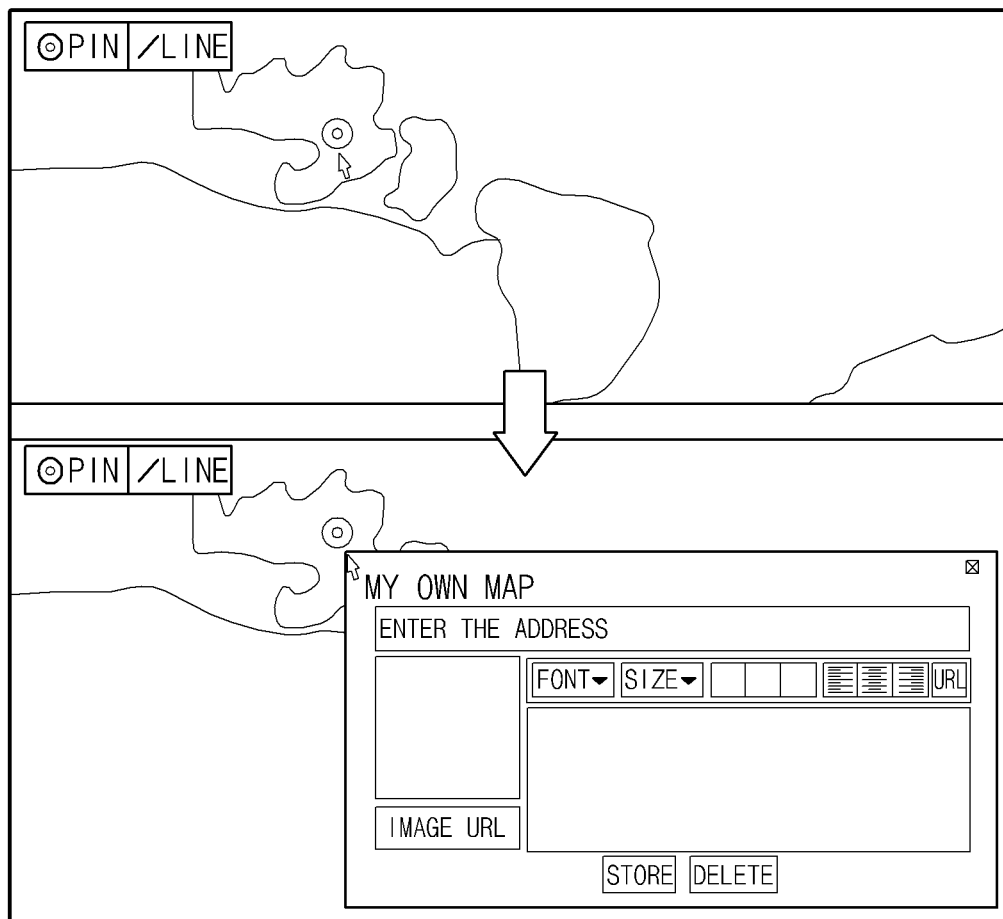 PIN LINE
PIN LINE
MY OWN MAP
ENTER THE ADDRESS
FONT SIZE URL
IMAGE URL
STORE DELETE